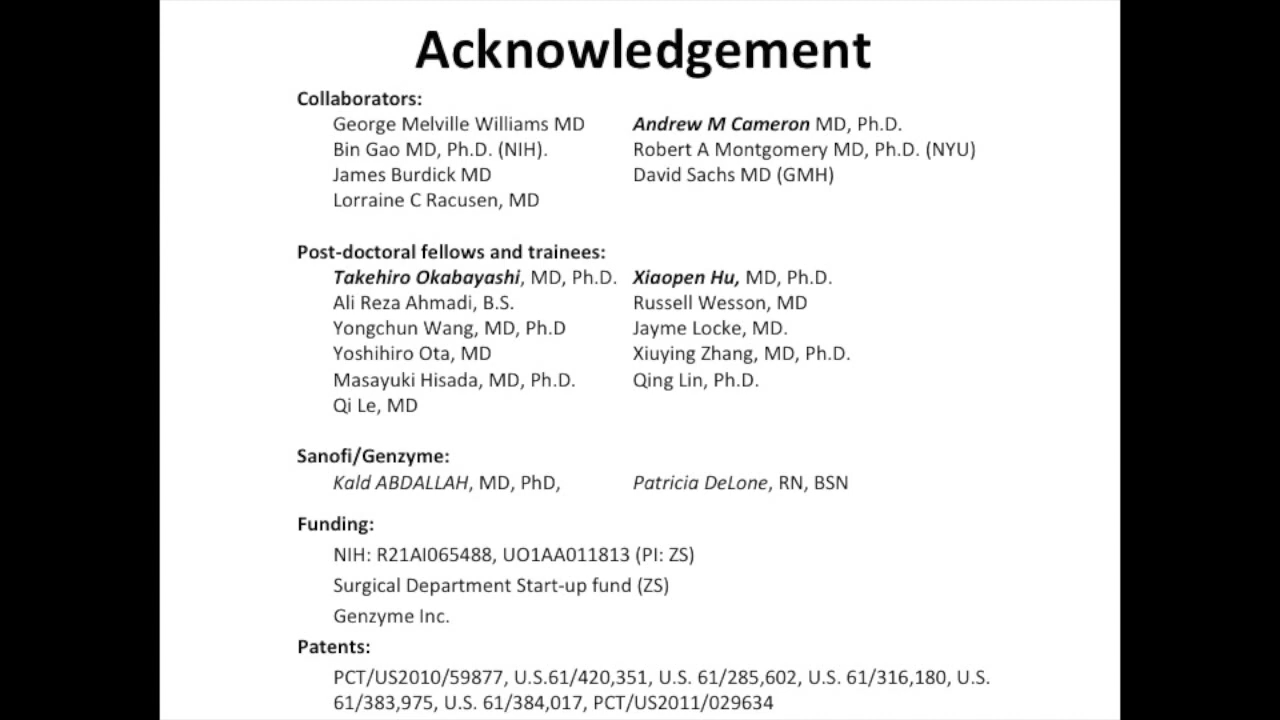 Acknowledgement
Collaborators:
George Melville Williams MD Andrew M Cameron MD, Ph.D.
Bin Gao MD, Ph.D. (NIH). Robert A Montgomery MD, Ph.D. (NYU)
James Burdick MD David Sachs MD (GMH)
Lorraine C Racusen, MD
Post-doctoral fellows and trainees:
Takehiro Okabayashi, MD, Ph.D. Xiaopen Hu, MD, Ph.D.
Ali Reza Ahmadi, B.S. Russell Wesson, MD
Yongchun Wang, MD, Ph.D Jayme Locke, MD.
Yoshihiro Ota, MD Xiuying Zhang, MD, Ph.D.
Masayuki Hisada, MD, Ph.D. Qing Lin, Ph.D.
Qi Le, MD
Sanofi/Genzyme:
Kald ABDALLAH, MD, PhD, Patricia DeLone, RN, BSN
Funding:
NIH: R21AI065488, UO1AA011813 (PI: ZS)
Surgical Department Start-up fund (ZS)
Genzyme Inc.
Patents:
PCT/US2010/59877, U.S.61/420,351, U.S. 61/285,602, U.S. 61/316,180, U.S.
61/383,975, U.S. 61/384,017, PCT/US2011/029634